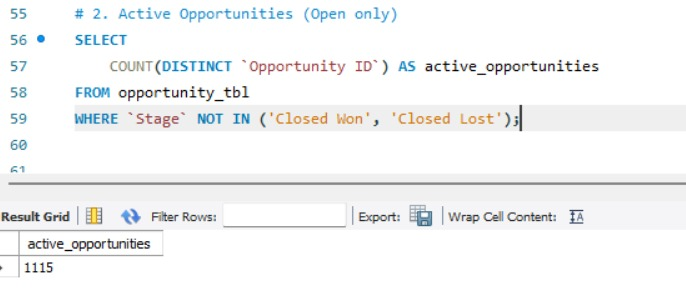 55 # 2. Active Opportunities (Open only)
56 SELECT
57 COUNT(DISTINCT `Opportunity ID`) AS active_opportunities
58 FROM opportunity_tbl
59 WHERE `Stage` NOT IN ('Closed Won', 'Closed Lost');
60
61
Result Grid Filter Rows: Export: Wrap Cell Content: IA
active_opportunities
1115